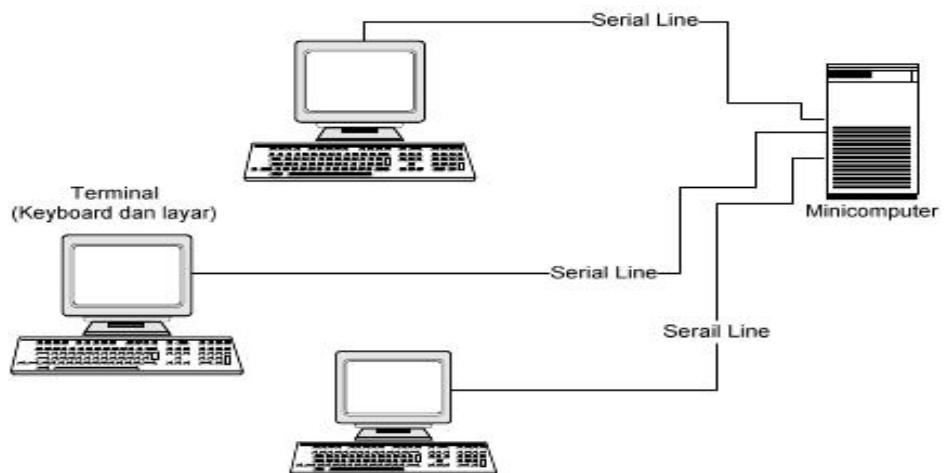 Serial Line
Terminal
(Keyboard dan layar)
Minicomputer
Serial Line
Serail Line